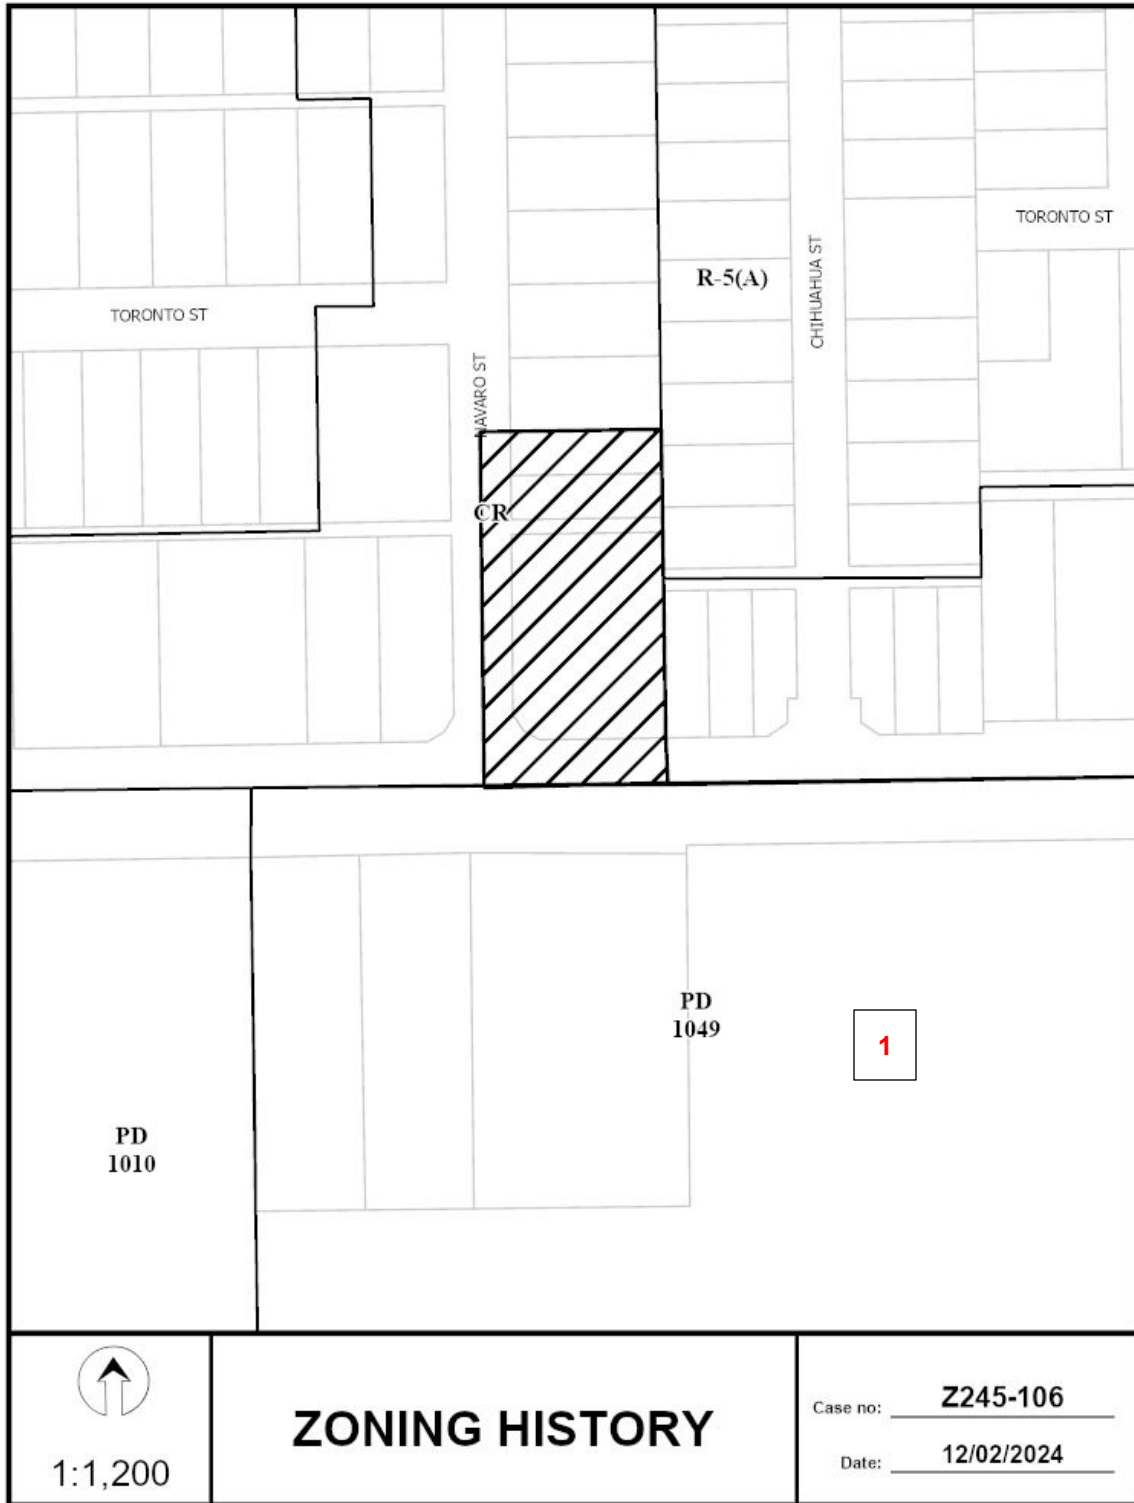 TORONTO ST
R-5(A)
CHIHUAHUA ST
TORONTO ST
NAVARO ST
CR
PD
1049
1
PD
1010
1:1,200
ZONING HISTORY
Case no: Z245-106
Date: 12/02/2024